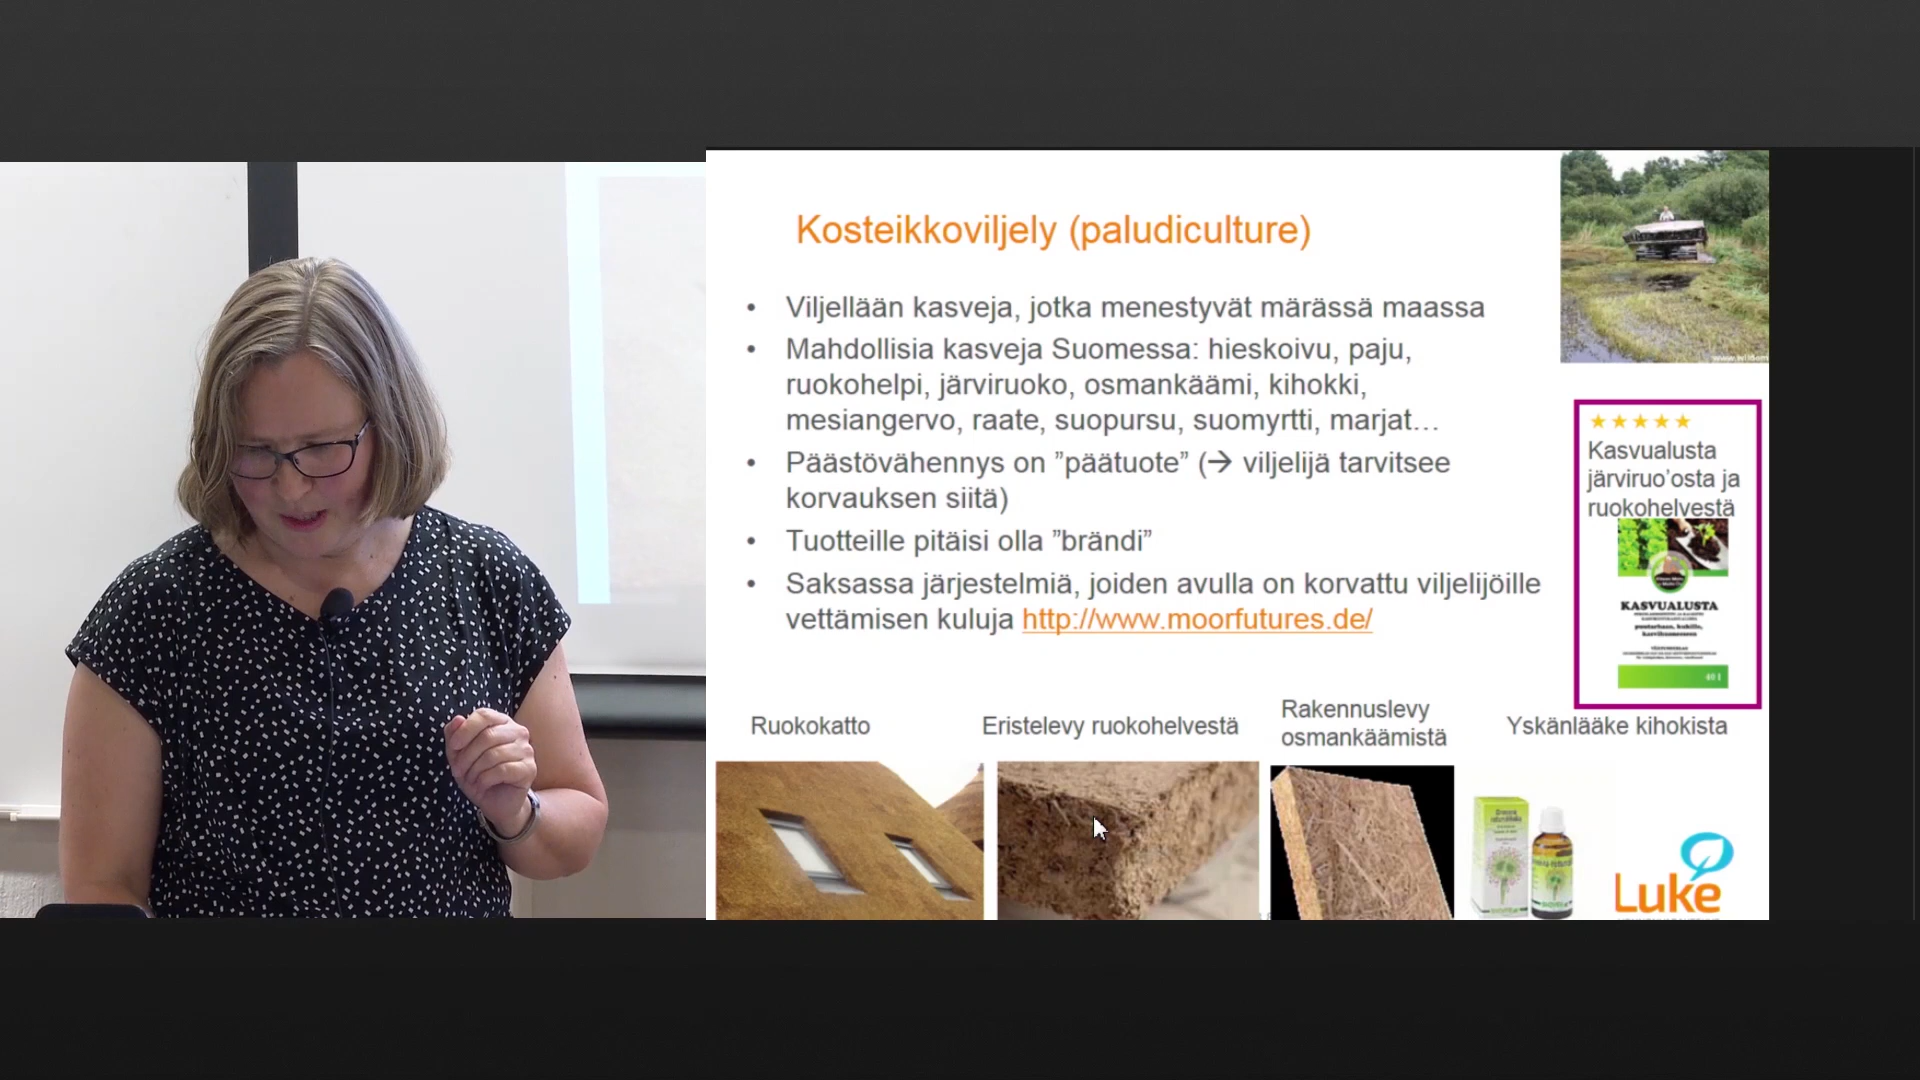 Kosteikkoviljely (paludiculture)
• Viljellään kasveja, jotka menestyvät märässä maassa
• Mahdollisia kasveja Suomessa: hieskoivu, paju,
ruokohelpi, järviruoko, osmankäämi, kihokki,
mesiangervo, raate, suopursu, suomyrtti, marjat…
• Päästövähennys on ”päätuote” (→ viljelijä tarvitsee
korvauksen siitä)
• Tuotteille pitäisi olla ”brändi”
• Saksassa järjestelmiä, joiden avulla on korvattu viljelijöille
vettämisen kuluja http://www.moorfutures.de/
Kasvualusta
järviruo’osta ja
ruokohelvestä
KASVUALUSTA
40 l
Ruokokatto
Eristelevy ruokohelvestä
Rakennuslevy
osmankäämistä
Yskänlääke kihokista
Luke